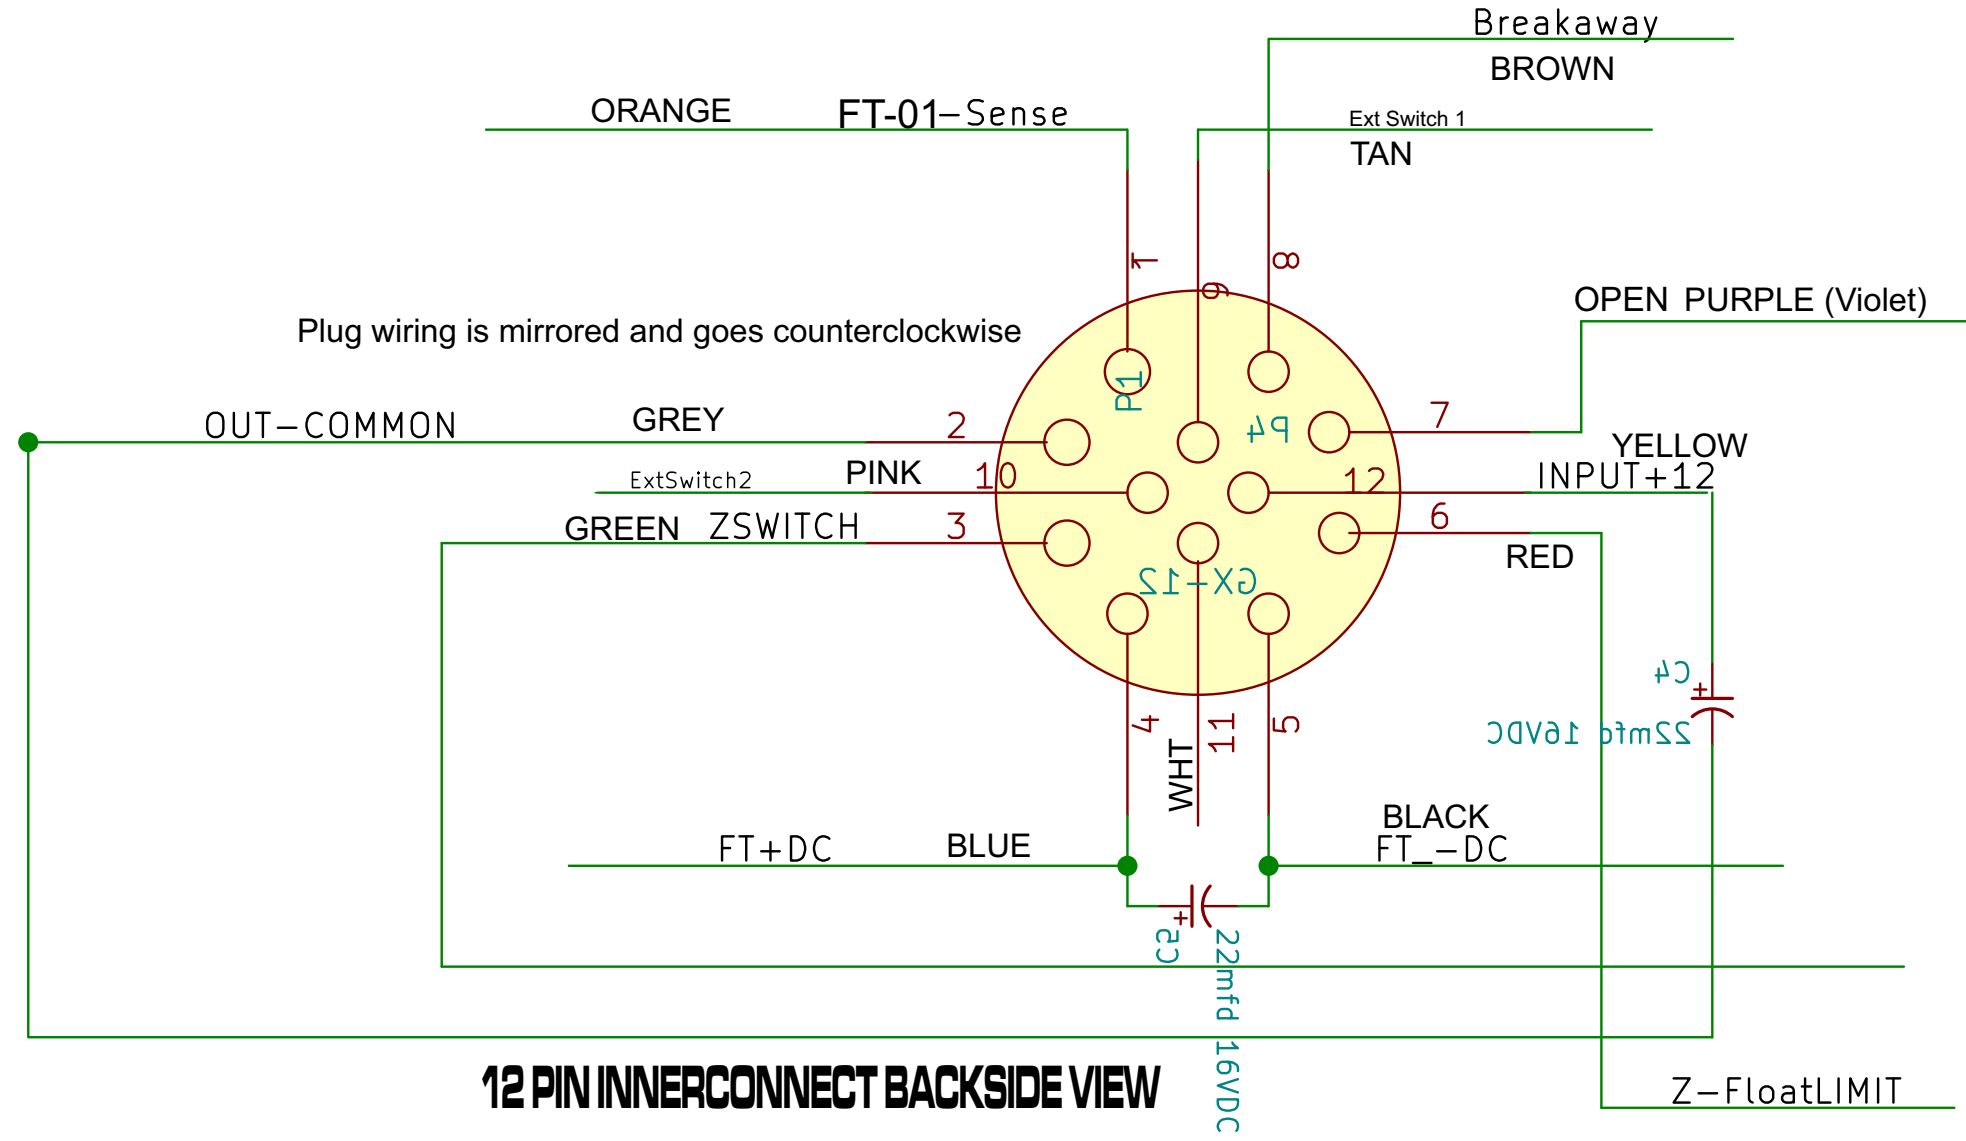 Breakaway
BROWN
ORANGE
FT-01-Sense
Ext Switch 1
TAN
1
8
9
OPEN PURPLE (Violet)
Plug wiring is mirrored and goes counterclockwise
P1
P4
7
OUT-COMMON
GREY
2
YELLOW
ExtSwitch2
PINK
10
12
INPUT+12
GREEN
ZSWITCH
3
6
RED
GX-12
C4
+
22mfd 16VDC
4
11
5
WHT
FT+DC
BLUE
BLACK
FT_-DC
+
C5
22mfd 16VDC
12 PIN INNERCONNECT BACKSIDE VIEW
Z-FloatLIMIT